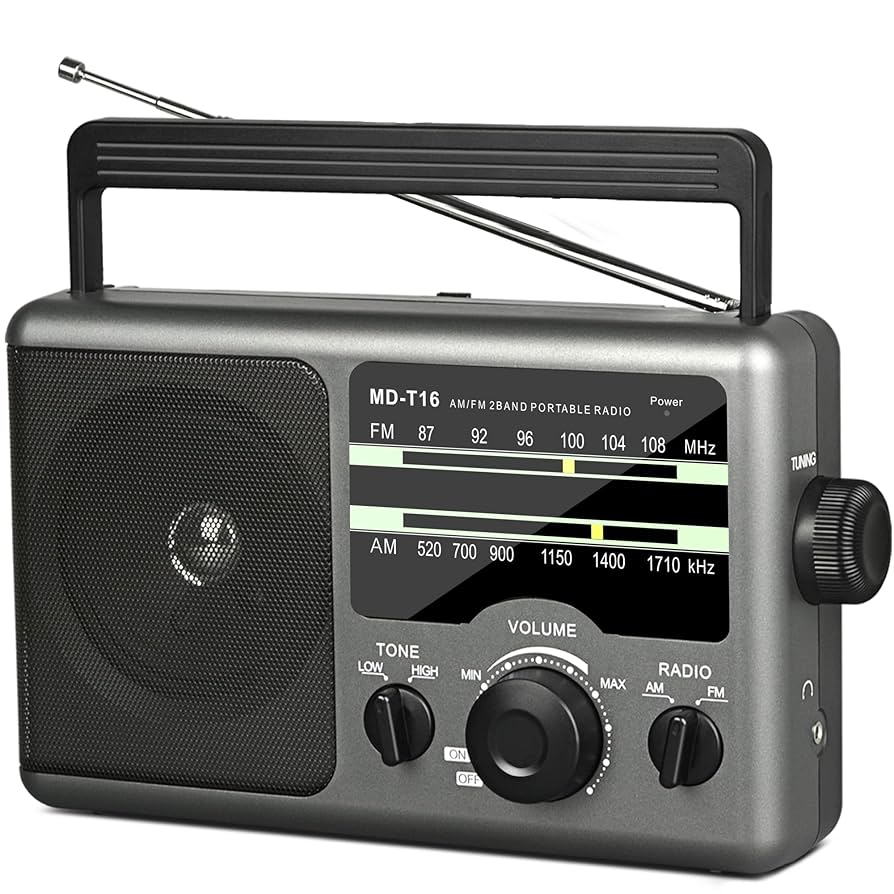 MD-T16 AM/FM 2BAND PORTABLE RADIO Power
FM 87 92 96 100 104 108 MHz
AM 520 700 900 1150 1400 1710 kHz
TUNING
VOLUME
MIN MAX
TONE
LOW HIGH
RADIO
AM FM
ON
OFF